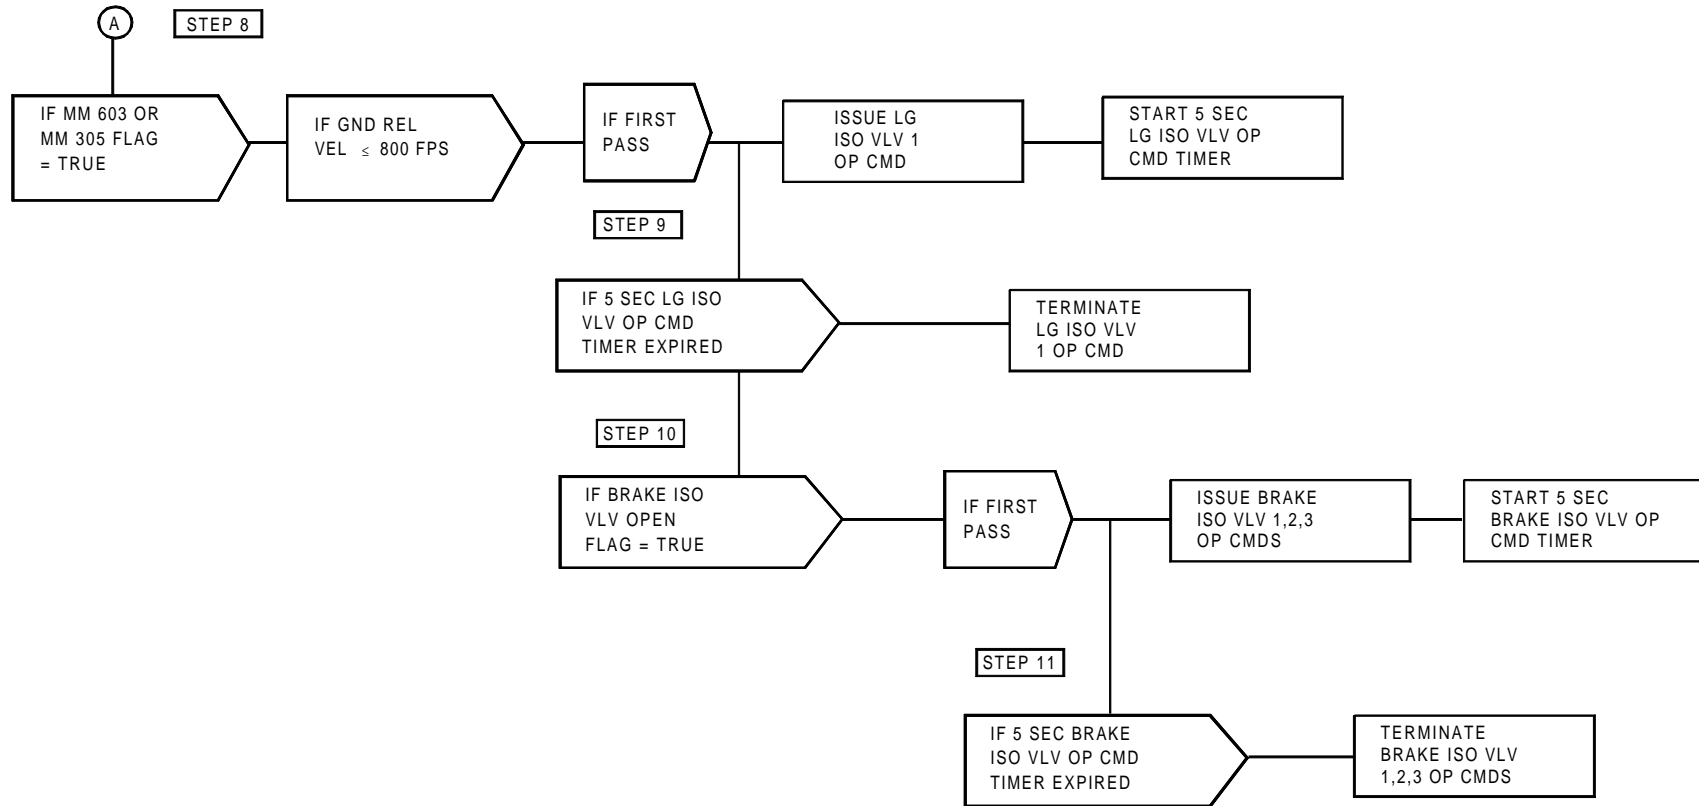 A
STEP 8
IF MM 603 OR
MM 305 FLAG
= TRUE
IF GND REL
VEL ≤ 800 FPS
IF FIRST
PASS
ISSUE LG
ISO VLV 1
OP CMD
START 5 SEC
LG ISO VLV OP
CMD TIMER
STEP 9
IF 5 SEC LG ISO
VLV OP CMD
TIMER EXPIRED
TERMINATE
LG ISO VLV
1 OP CMD
STEP 10
IF BRAKE ISO
VLV OPEN
FLAG = TRUE
IF FIRST
PASS
ISSUE BRAKE
ISO VLV 1,2,3
OP CMDS
START 5 SEC
BRAKE ISO VLV OP
CMD TIMER
STEP 11
IF 5 SEC BRAKE
ISO VLV OP CMD
TIMER EXPIRED
TERMINATE
BRAKE ISO VLV
1,2,3 OP CMDS